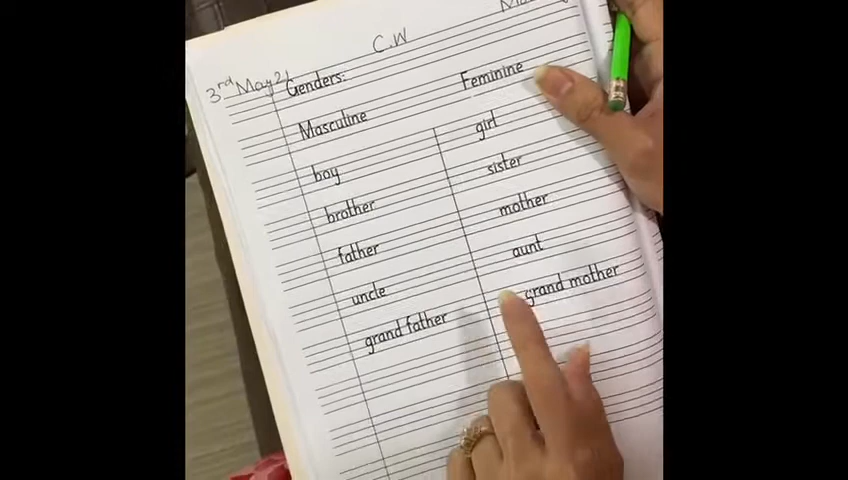 C.W
3rd May 21
Genders:
Masculine Feminine
boy girl
brother sister
father mother
uncle aunt
grand father grand mother